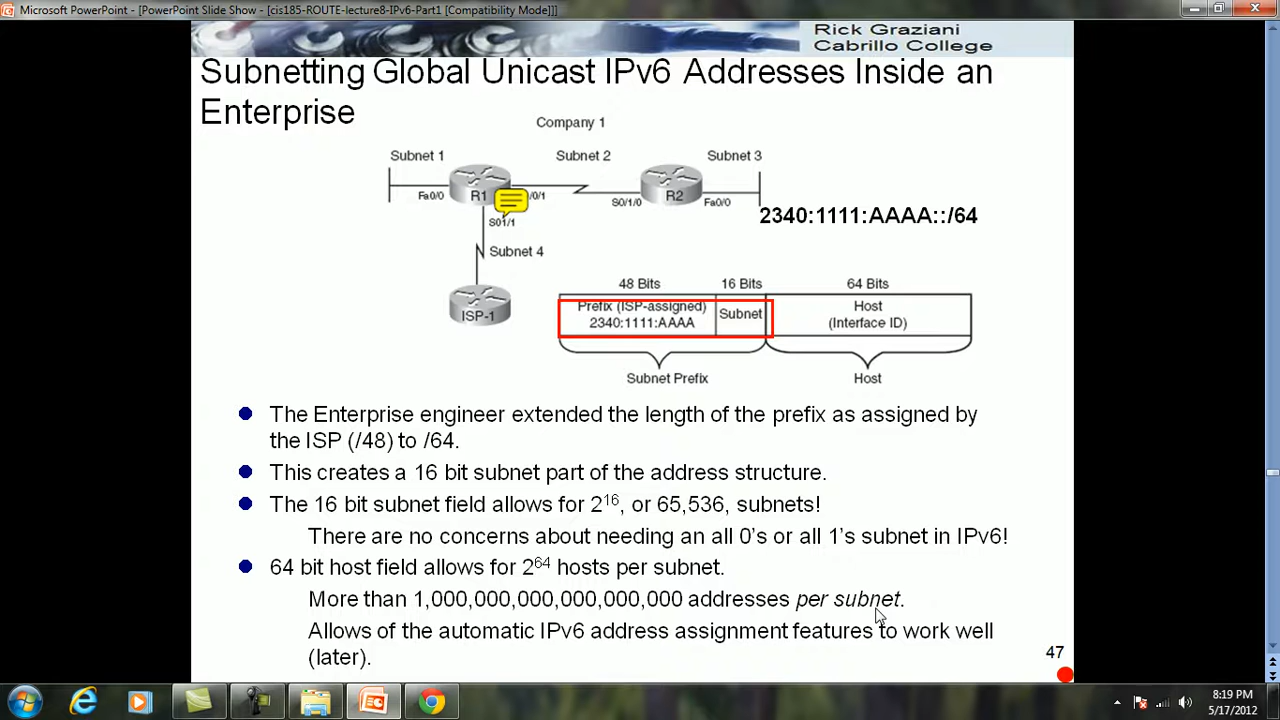 Microsoft PowerPoint - [PowerPoint Slide Show - [cis185-ROUTE-lecture8-IPv6-Part1 [Compatibility Mode]]]
Rick Graziani
Cabrillo College
Subnetting Global Unicast IPv6 Addresses Inside an
Enterprise
Company 1
Subnet 1
Subnet 2
Subnet 3
R1
R2
Fa0/0
/0/1
S0/1/0
Fa0/0
S01/1
2340:1111:AAAA::/64
Subnet 4
ISP-1
48 Bits
16 Bits
64 Bits
Prefix (ISP-assigned)
2340:1111:AAAA
Subnet
Host
(Interface ID)
Subnet Prefix
Host
The Enterprise engineer extended the length of the prefix as assigned by
the ISP (/48) to /64.
This creates a 16 bit subnet part of the address structure.
The 16 bit subnet field allows for 2^16, or 65,536, subnets!
There are no concerns about needing an all 0's or all 1's subnet in IPv6!
64 bit host field allows for 2^64 hosts per subnet.
More than 1,000,000,000,000,000,000 addresses per subnet.
Allows of the automatic IPv6 address assignment features to work well
(later).
47
8:19 PM
5/17/2012